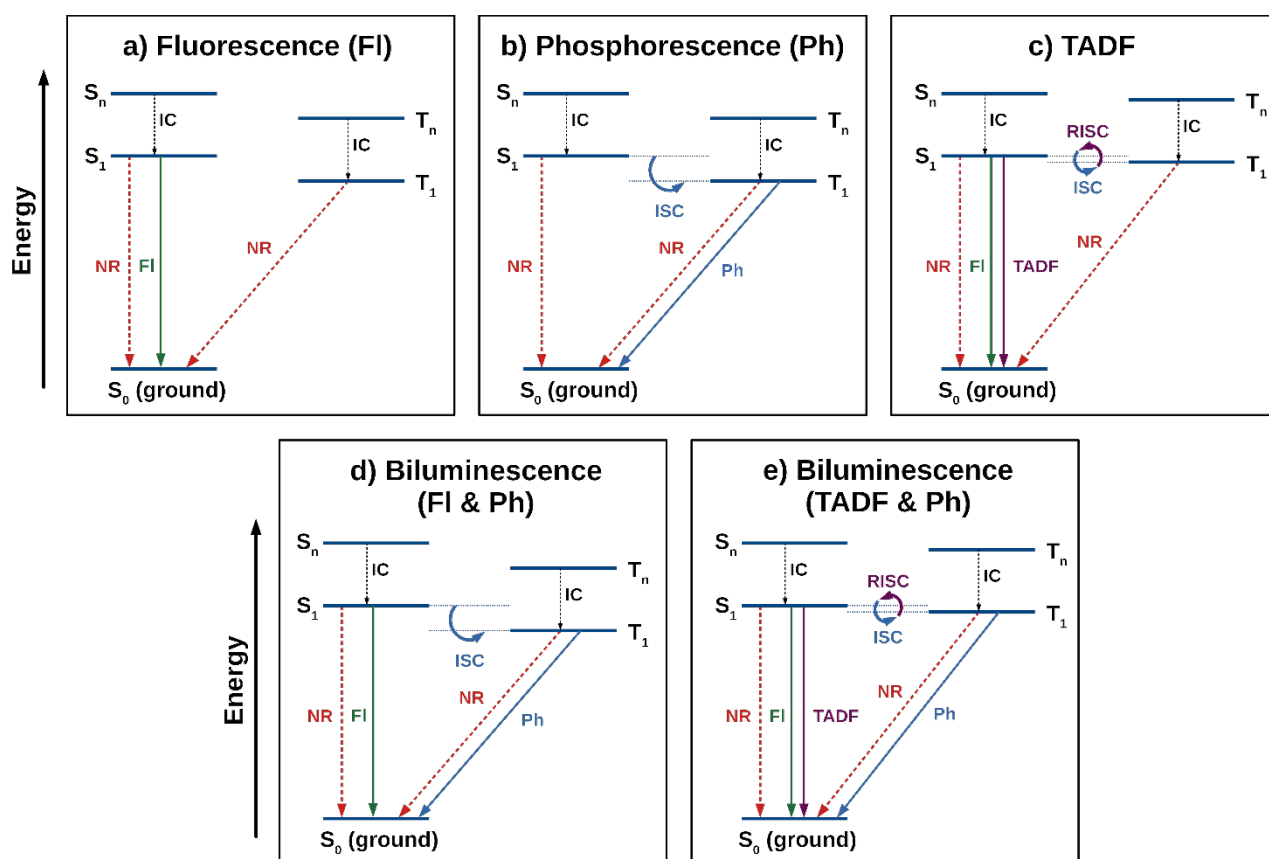 a) Fluorescence (Fl)
Energy
Sn
IC
Tn
IC
S1
T1
NR
Fl
NR
S0 (ground)
b) Phosphorescence (Ph)
Sn
IC
Tn
IC
S1
T1
ISC
NR
NR
Ph
S0 (ground)
c) TADF
Sn
IC
Tn
RISC
IC
S1
T1
ISC
NR
Fl
TADF
NR
S0 (ground)
d) Biluminescence
(Fl & Ph)
Energy
Sn
IC
Tn
IC
S1
T1
ISC
NR
Fl
NR
Ph
S0 (ground)
e) Biluminescence
(TADF & Ph)
Sn
IC
Tn
RISC
IC
S1
T1
ISC
NR
Fl
TADF
NR
Ph
S0 (ground)